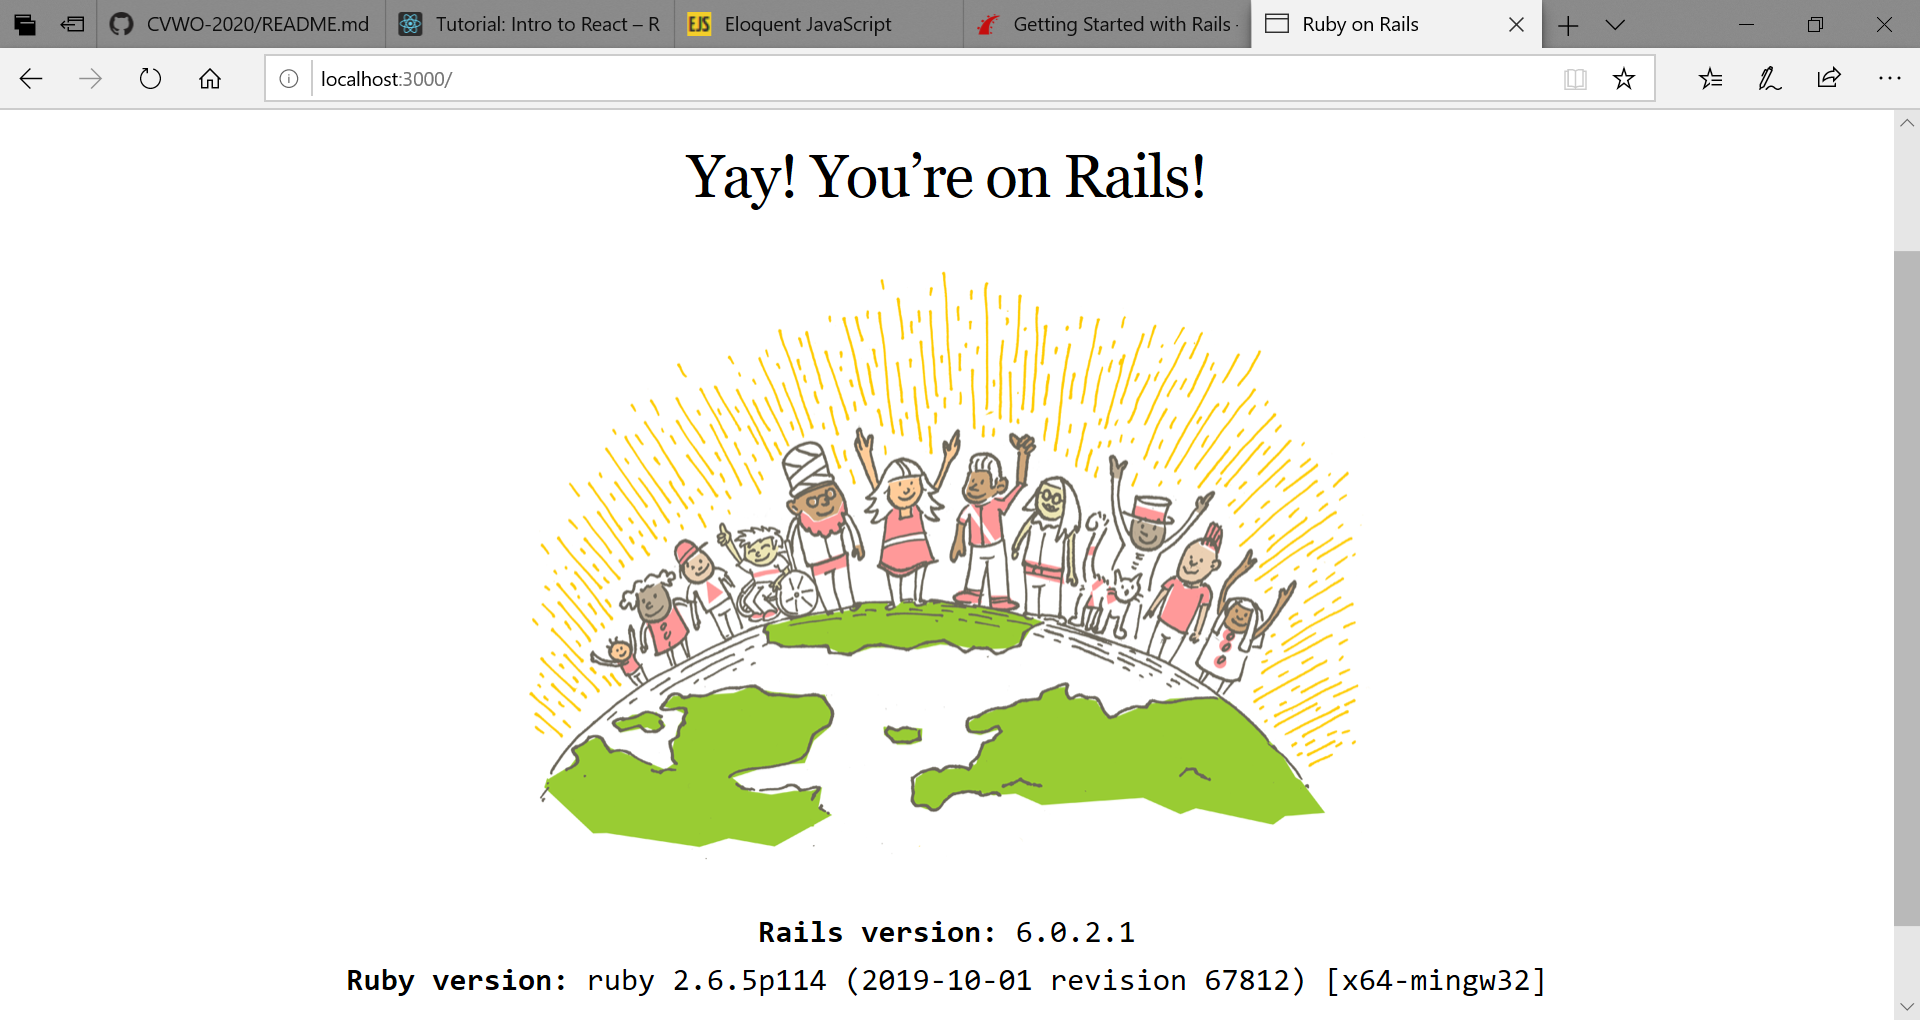 CVWO-2020/README.md
Tutorial: Intro to React – R
EJS
Eloquent JavaScript
Getting Started with Rails
Ruby on Rails
localhost:3000/
Yay! You’re on Rails!
Rails version: 6.0.2.1
Ruby version: ruby 2.6.5p114 (2019-10-01 revision 67812) [x64-mingw32]